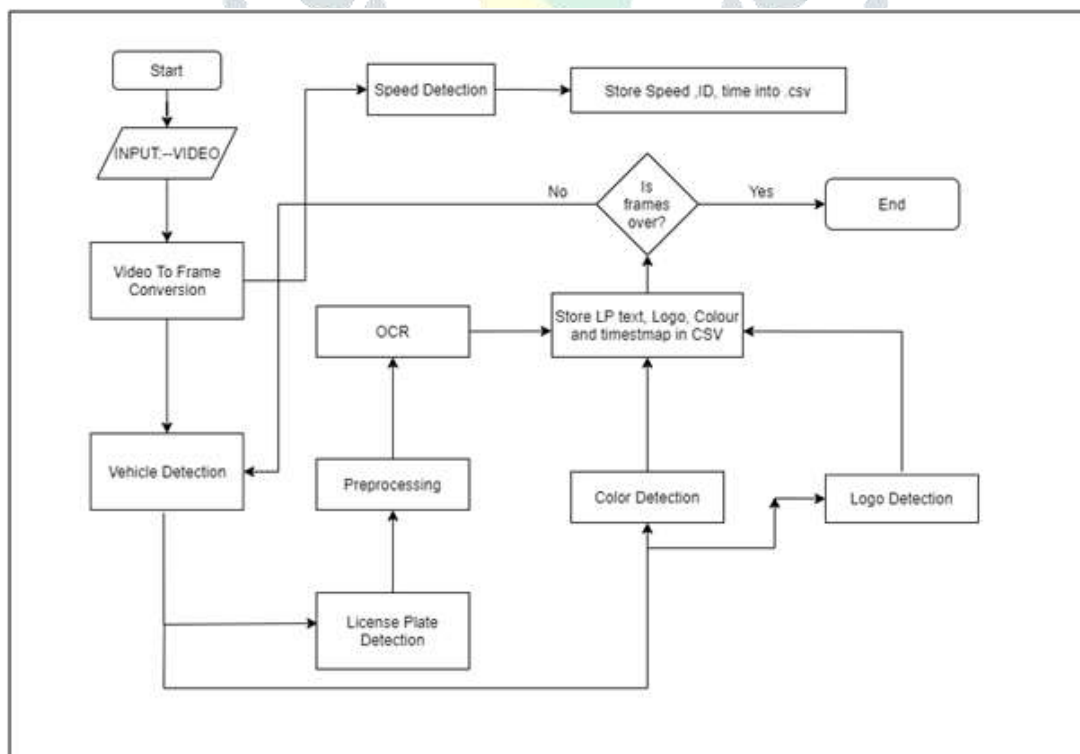 Start
Speed Detection
Store Speed ,ID, time into .csv
INPUT:--VIDEO
No
Is
frames
over?
Yes
End
Video To Frame
Conversion
OCR
Store LP text, Logo, Colour
and timestmap in CSV
Vehicle Detection
Preprocessing
Color Detection
Logo Detection
License Plate
Detection